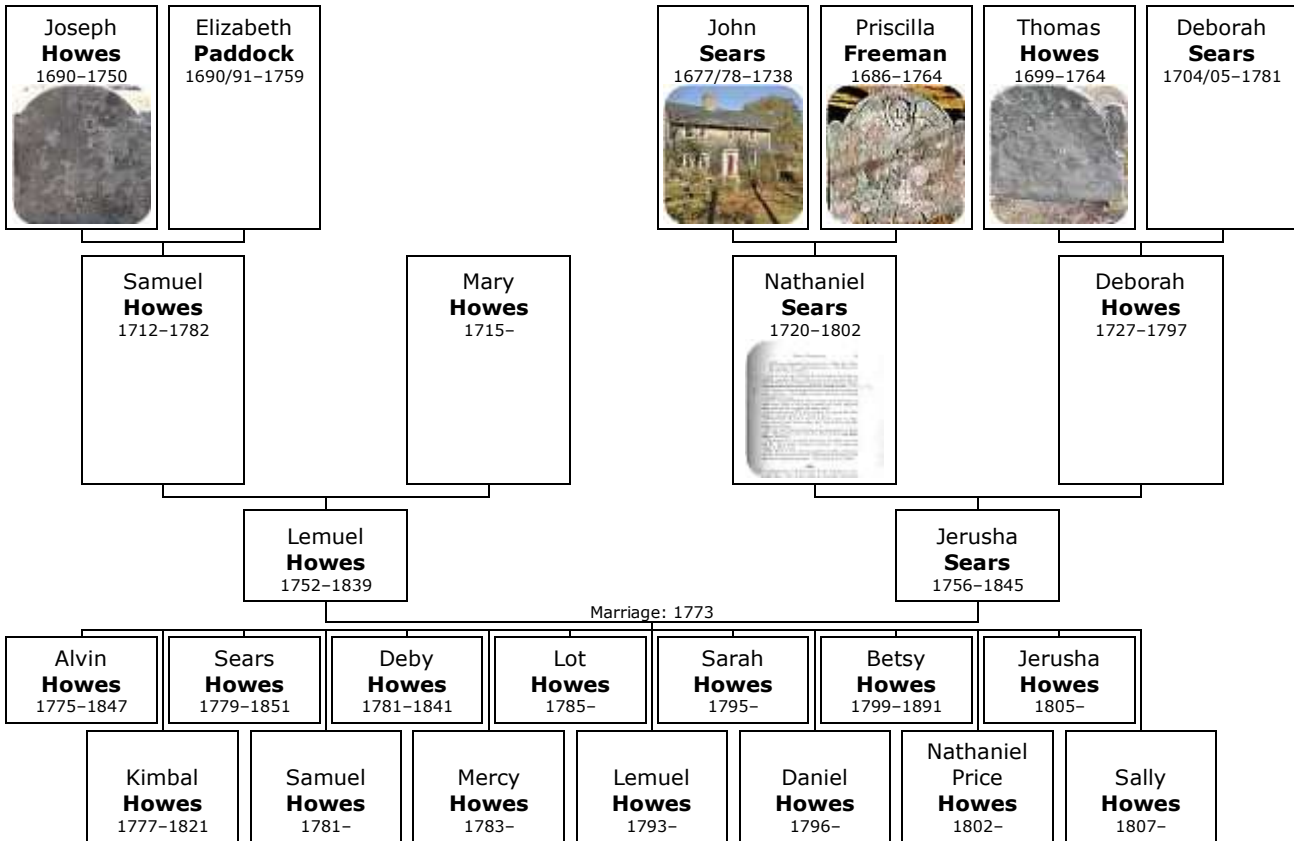 Joseph
Howes
1690–1750
Elizabeth
Paddock
1690/91–1759
John
Sears
1677/78–1738
Priscilla
Freeman
1686–1764
Thomas
Howes
1699–1764
Deborah
Sears
1704/05–1781
Samuel
Howes
1712–1782
Mary
Howes
1715–
Nathaniel
Sears
1720–1802
Deborah
Howes
1727–1797
Lemuel
Howes
1752–1839
Jerusha
Sears
1756–1845
Marriage: 1773
Alvin
Howes
1775–1847
Sears
Howes
1779–1851
Deby
Howes
1781–1841
Lot
Howes
1785–
Sarah
Howes
1795–
Betsy
Howes
1799–1891
Jerusha
Howes
1805–
Kimbal
Howes
1777–1821
Samuel
Howes
1781–
Mercy
Howes
1783–
Lemuel
Howes
1793–
Daniel
Howes
1796–
Nathaniel
Price
Howes
1802–
Sally
Howes
1807–